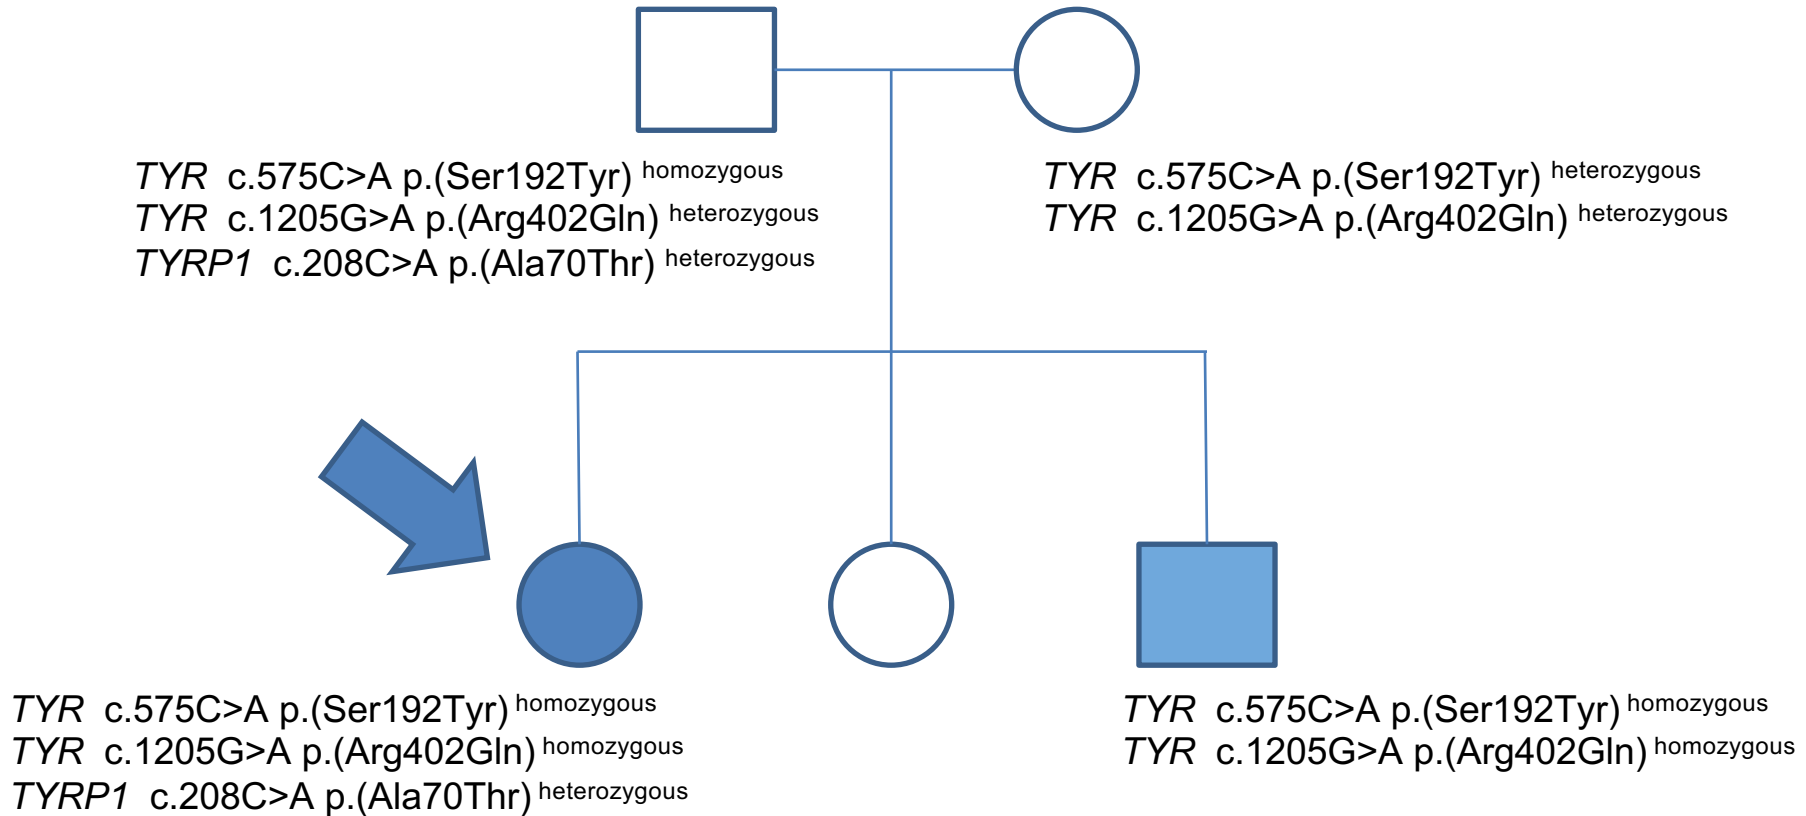 TYR c.575C>A p.(Ser192Tyr) homozygous
TYR c.1205G>A p.(Arg402Gln) heterozygous
TYRP1 c.208C>A p.(Ala70Thr) heterozygous
TYR c.575C>A p.(Ser192Tyr) heterozygous
TYR c.1205G>A p.(Arg402Gln) heterozygous
TYR c.575C>A p.(Ser192Tyr) homozygous
TYR c.1205G>A p.(Arg402Gln) homozygous
TYRP1 c.208C>A p.(Ala70Thr) heterozygous
TYR c.575C>A p.(Ser192Tyr) homozygous
TYR c.1205G>A p.(Arg402Gln) homozygous